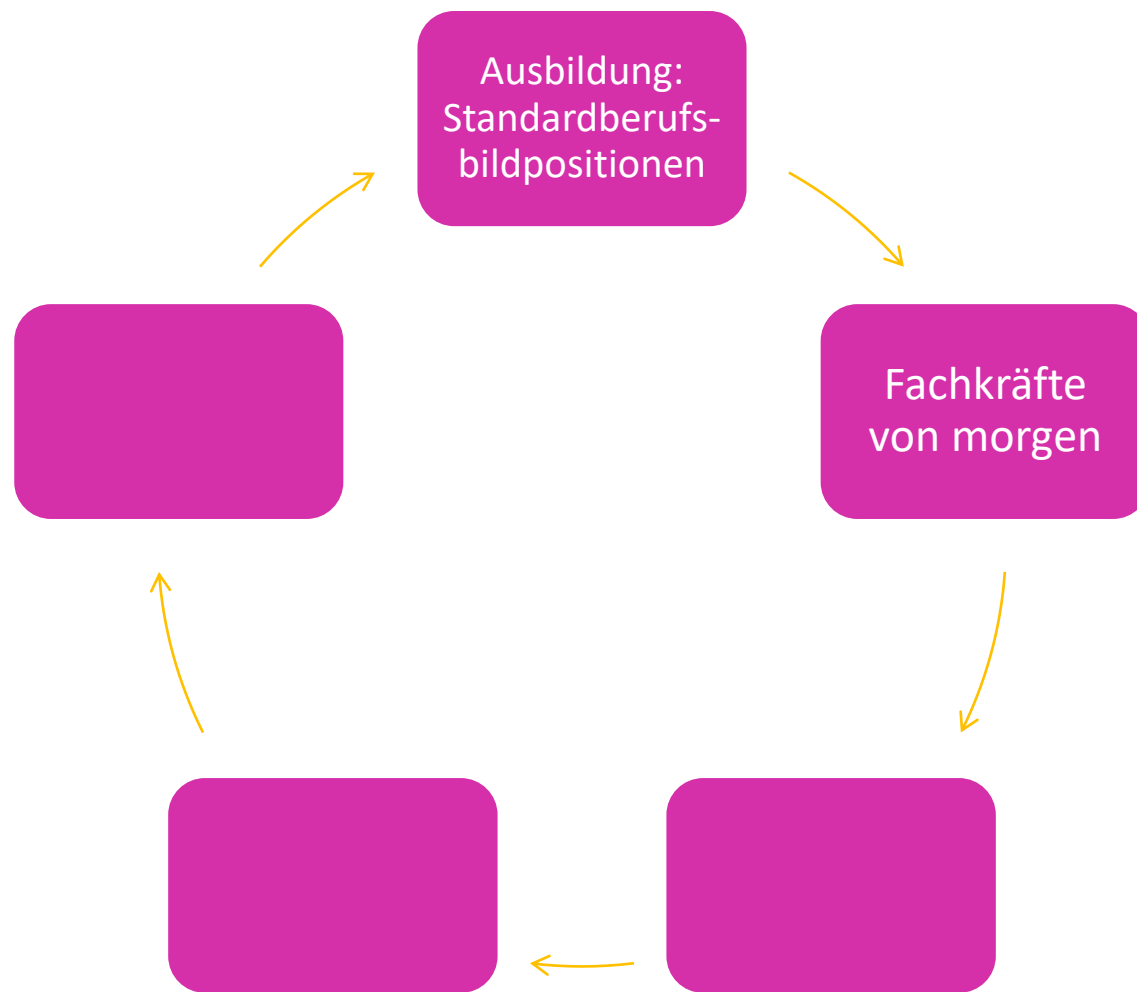 Ausbildung:
Standardberufs-
bildpositionen
Fachkräfte
von morgen